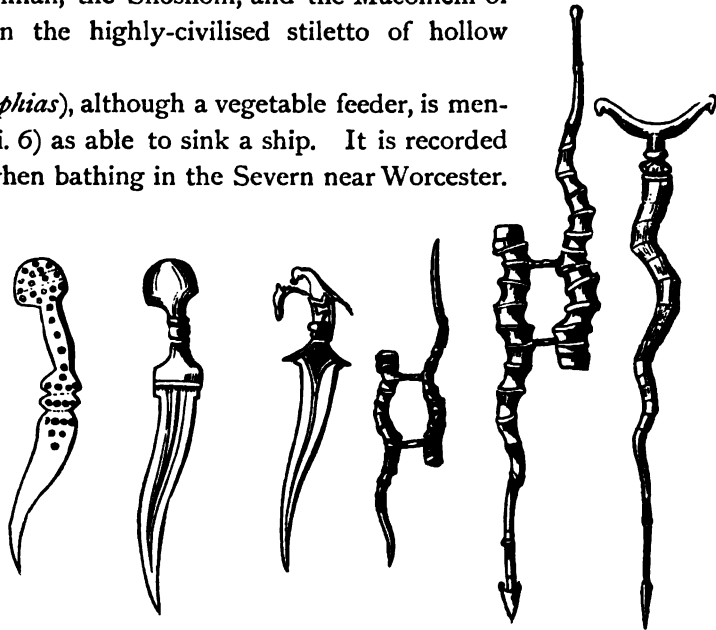 the Shoshoni, and the
n the highly-civilised stiletto of hollow
phias), although a vegetable feeder, is men-
i. 6) as able to sink a ship. It is recorded
hen bathing in the Severn near Worcester.